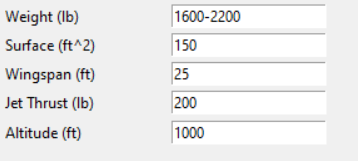 Weight (lb) 1600-2200
Surface (ft^2) 150
Wingspan (ft) 25
Jet Thrust (lb) 200
Altitude (ft) 1000